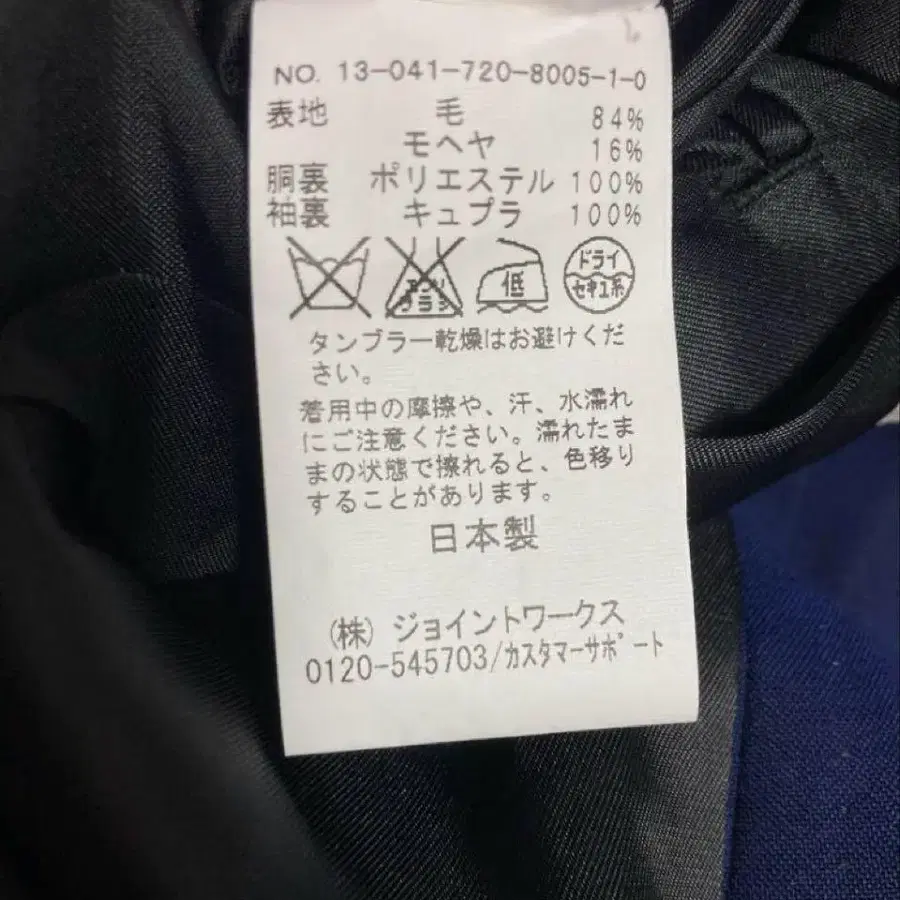 NO. 13-041-720-8005-1-0
表地 毛 84%
モヘヤ 16%
胴裏 ポリエステル 100%
袖裏 キュプラ 100%
エンソ
ブラシ
低
ドライ
セキユ系
タンブラー乾燥はお避けくだ
さい。
着用中の摩擦や、汗、水濡れ
にご注意ください。濡れたま
まの状態で擦れると、色移り
することがあります。
日本製
(株) ジョイントワークス
0120-545703/カスタマーサポート